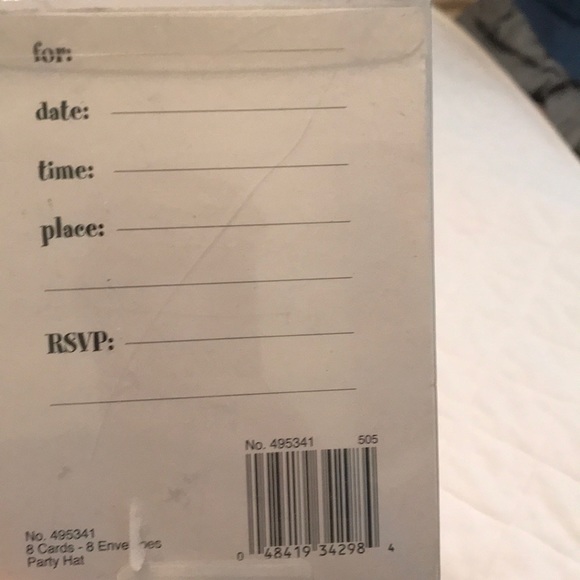 for:
date:
time:
place:
RSVP:
No. 495341 505
0 48419 34298 4
No. 495341
8 Cards - 8 Envelopes
Party Hat